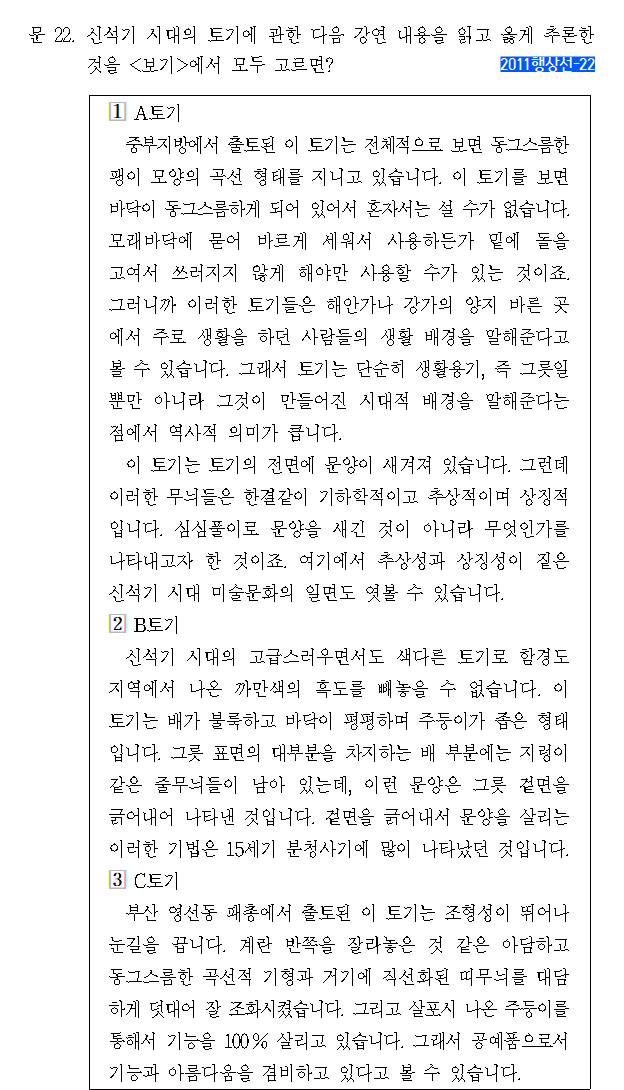 문 22. 신석기 시대의 토기에 관한 다음 강연 내용을 읽고 옳게 추론한
것을 <보기>에서 모두 고르면?
2011행상선-22
1 A토기
중부지방에서 출토된 이 토기는 전체적으로 보면 동그스름한
팽이 모양의 곡선 형태를 지니고 있습니다. 이 토기를 보면
바닥이 동그스름하게 되어 있어서 혼자서는 설 수가 없습니다.
모래바닥에 묻어 바르게 세워서 사용하든가 밑에 돌을
고여서 쓰러지지 않게 해야만 사용할 수가 있는 것이죠.
그러니까 이러한 토기들은 해안가나 강가의 양지 바른 곳
에서 주로 생활을 하던 사람들의 생활 배경을 말해준다고
볼 수 있습니다. 그래서 토기는 단순히 생활용기, 즉 그릇일
뿐만 아니라 그것이 만들어진 시대적 배경을 말해준다는
점에서 역사적 의미가 큽니다.
이 토기는 토기의 전면에 문양이 새겨져 있습니다. 그런데
이러한 무늬들은 한결같이 기하학적이고 추상적이며 상징적
입니다. 심심풀이로 문양을 새긴 것이 아니라 무엇인가를
나타내고자 한 것이죠. 여기에서 추상성과 상징성이 짙은
신석기 시대 미술문화의 일면도 엿볼 수 있습니다.
2 B토기
신석기 시대의 고급스러우면서도 색다른 토기로 함경도
지역에서 나온 까만색의 흑도를 빼놓을 수 없습니다. 이
토기는 배가 불룩하고 바닥이 평평하며 주둥이가 좁은 형태
입니다. 그릇 표면의 대부분을 차지하는 배 부분에는 지렁이
같은 줄무늬들이 남아 있는데, 이런 문양은 그릇 겉면을
긁어내어 나타낸 것입니다. 겉면을 긁어내서 문양을 살리는
이러한 기법은 15세기 분청사기에 많이 나타났던 것입니다.
3 C토기
부산 영선동 패총에서 출토된 이 토기는 조형성이 뛰어나
눈길을 끕니다. 계란 반쪽을 잘라놓은 것 같은 아담하고
동그스름한 곡선적 기형과 거기에 직선화된 띠무늬를 대담
하게 덧대어 잘 조화시켰습니다. 그리고 살포시 나온 주둥이를
통해서 기능을 100% 살리고 있습니다. 그래서 공예품으로서
기능과 아름다움을 겸비하고 있다고 볼 수 있습니다.